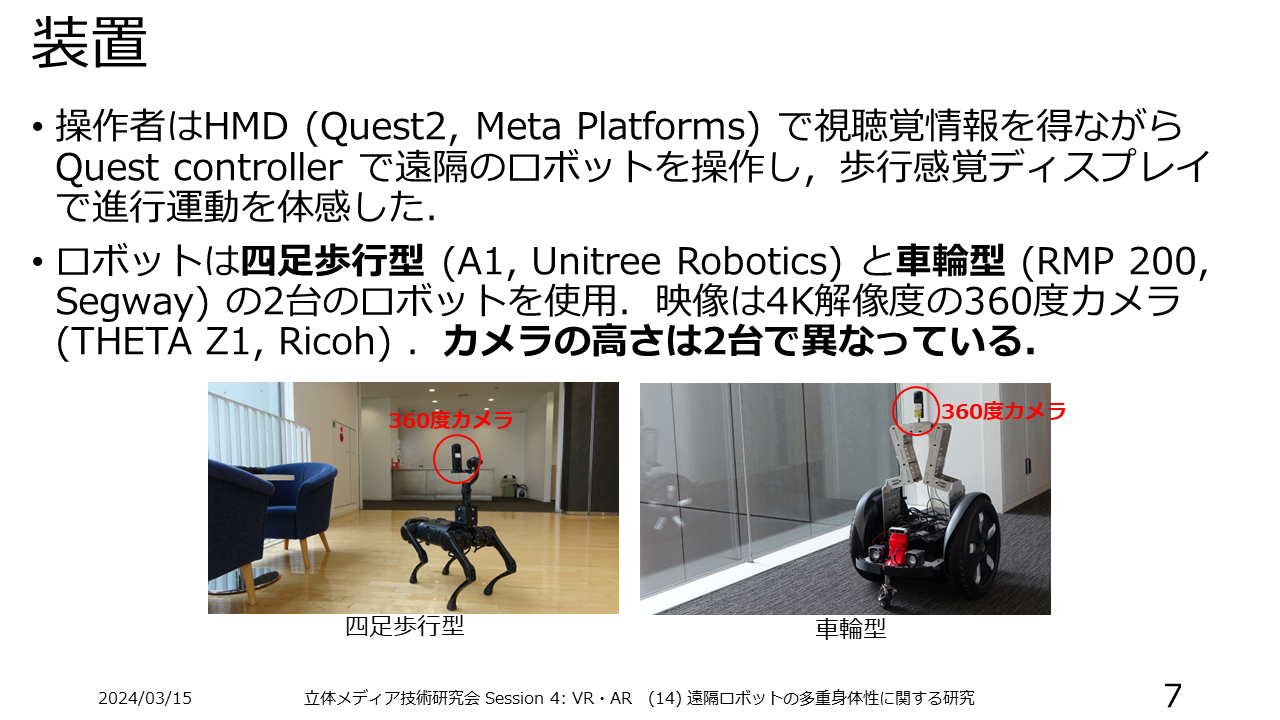 装置
• 操作者はHMD (Quest2, Meta Platforms) で視聴覚情報を得ながら
Quest controller で遠隔のロボットを操作し，歩行感覚ディスプレイ
で進行運動を体感した．
• ロボットは四足歩行型 (A1, Unitree Robotics) と車輪型 (RMP 200,
Segway) の2台のロボットを使用．映像は4K解像度の360度カメラ
(THETA Z1, Ricoh) ．カメラの高さは2台で異なっている．
360度カメラ
360度カメラ
四足歩行型
車輪型
2024/03/15
立体メディア技術研究会 Session 4: VR・AR　(14) 遠隔ロボットの多重身体性に関する研究
7